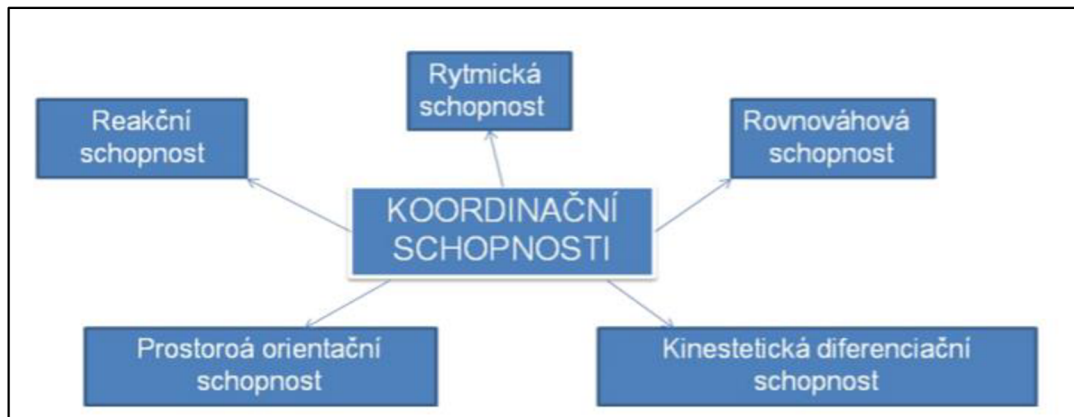 Rytmická
schopnost
Reakční
schopnost
Rovnováhová
schopnost
KOORDINAČNÍ
SCHOPNOSTI
Prostoroá orientační
schopnost
Kinestetická diferenciační
schopnost